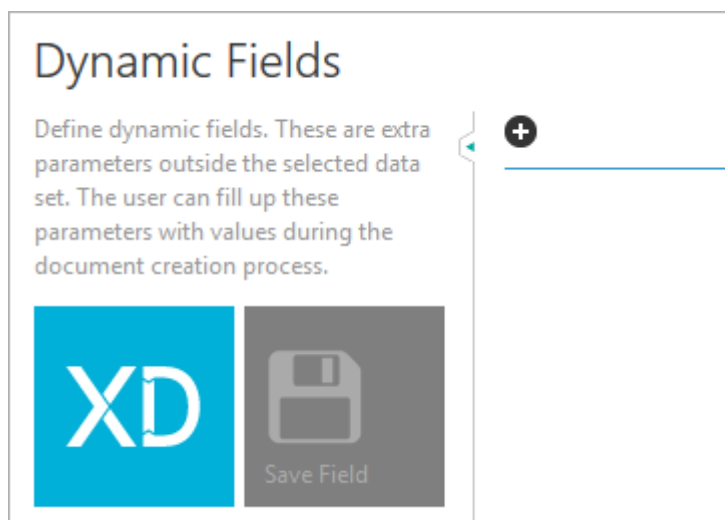 Dynamic Fields
Define dynamic fields. These are extra
parameters outside the selected data
set. The user can fill up these
parameters with values during the
document creation process.
XD
Save Field